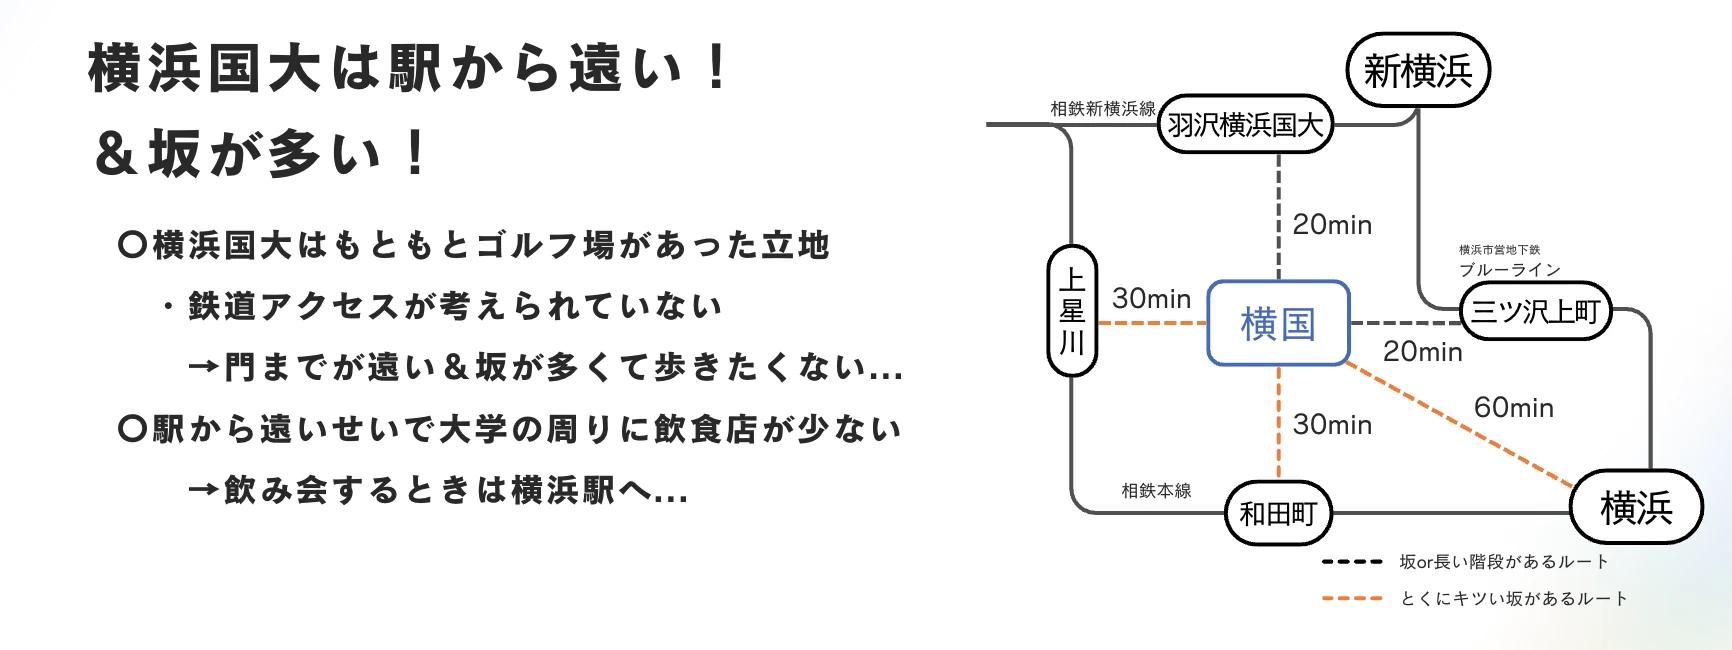 横浜国大は駅から遠い！
＆坂が多い！
〇横浜国大はもともとゴルフ場があった立地
・鉄道アクセスが考えられていない
→門までが遠い＆坂が多くて歩きたくない…
〇駅から遠いせいで大学の周りに飲食店が少ない
→飲み会するときは横浜駅へ…
新横浜
相鉄新横浜線
羽沢横浜国大
20min
横浜市営地下鉄
ブルーライン
上星川
30min
横国
三ツ沢上町
20min
60min
30min
相鉄本線
和田町
横浜
坂or長い階段があるルート
とくにキツい坂があるルート